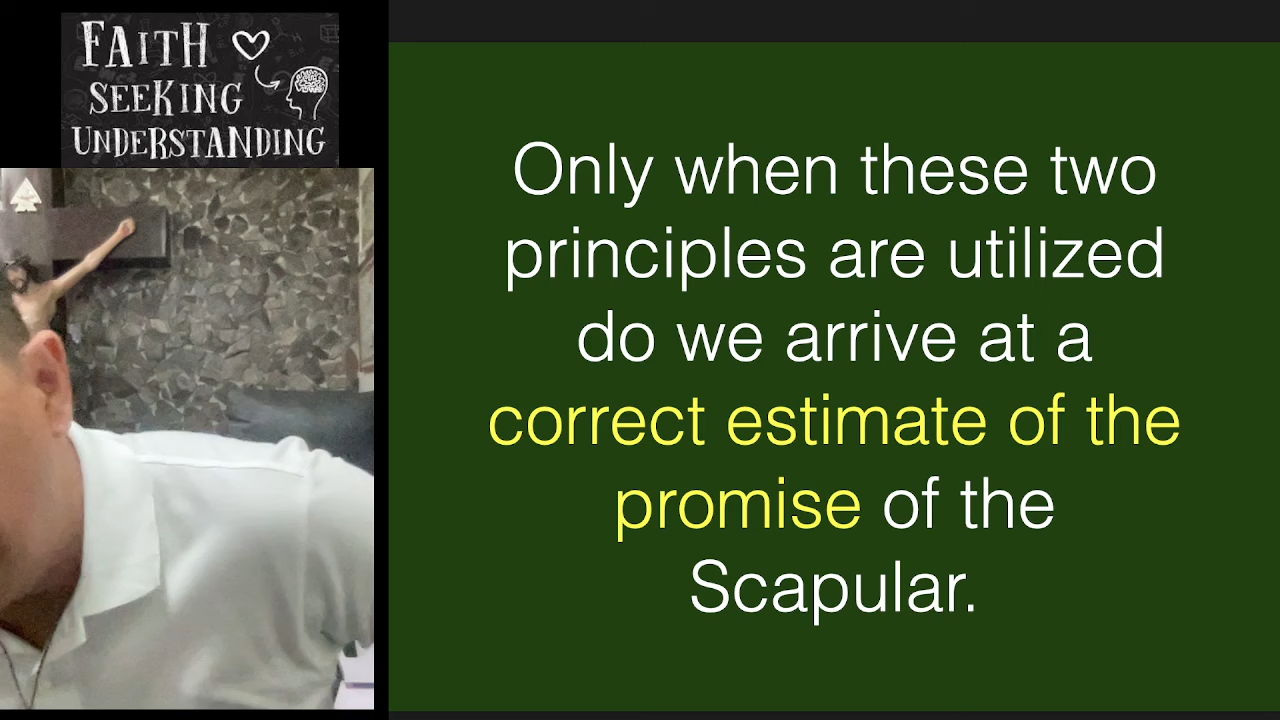 FAITH
SEEKING
UNDERSTANDING
Only when these two
principles are utilized
do we arrive at a
correct estimate of the
promise of the
Scapular.